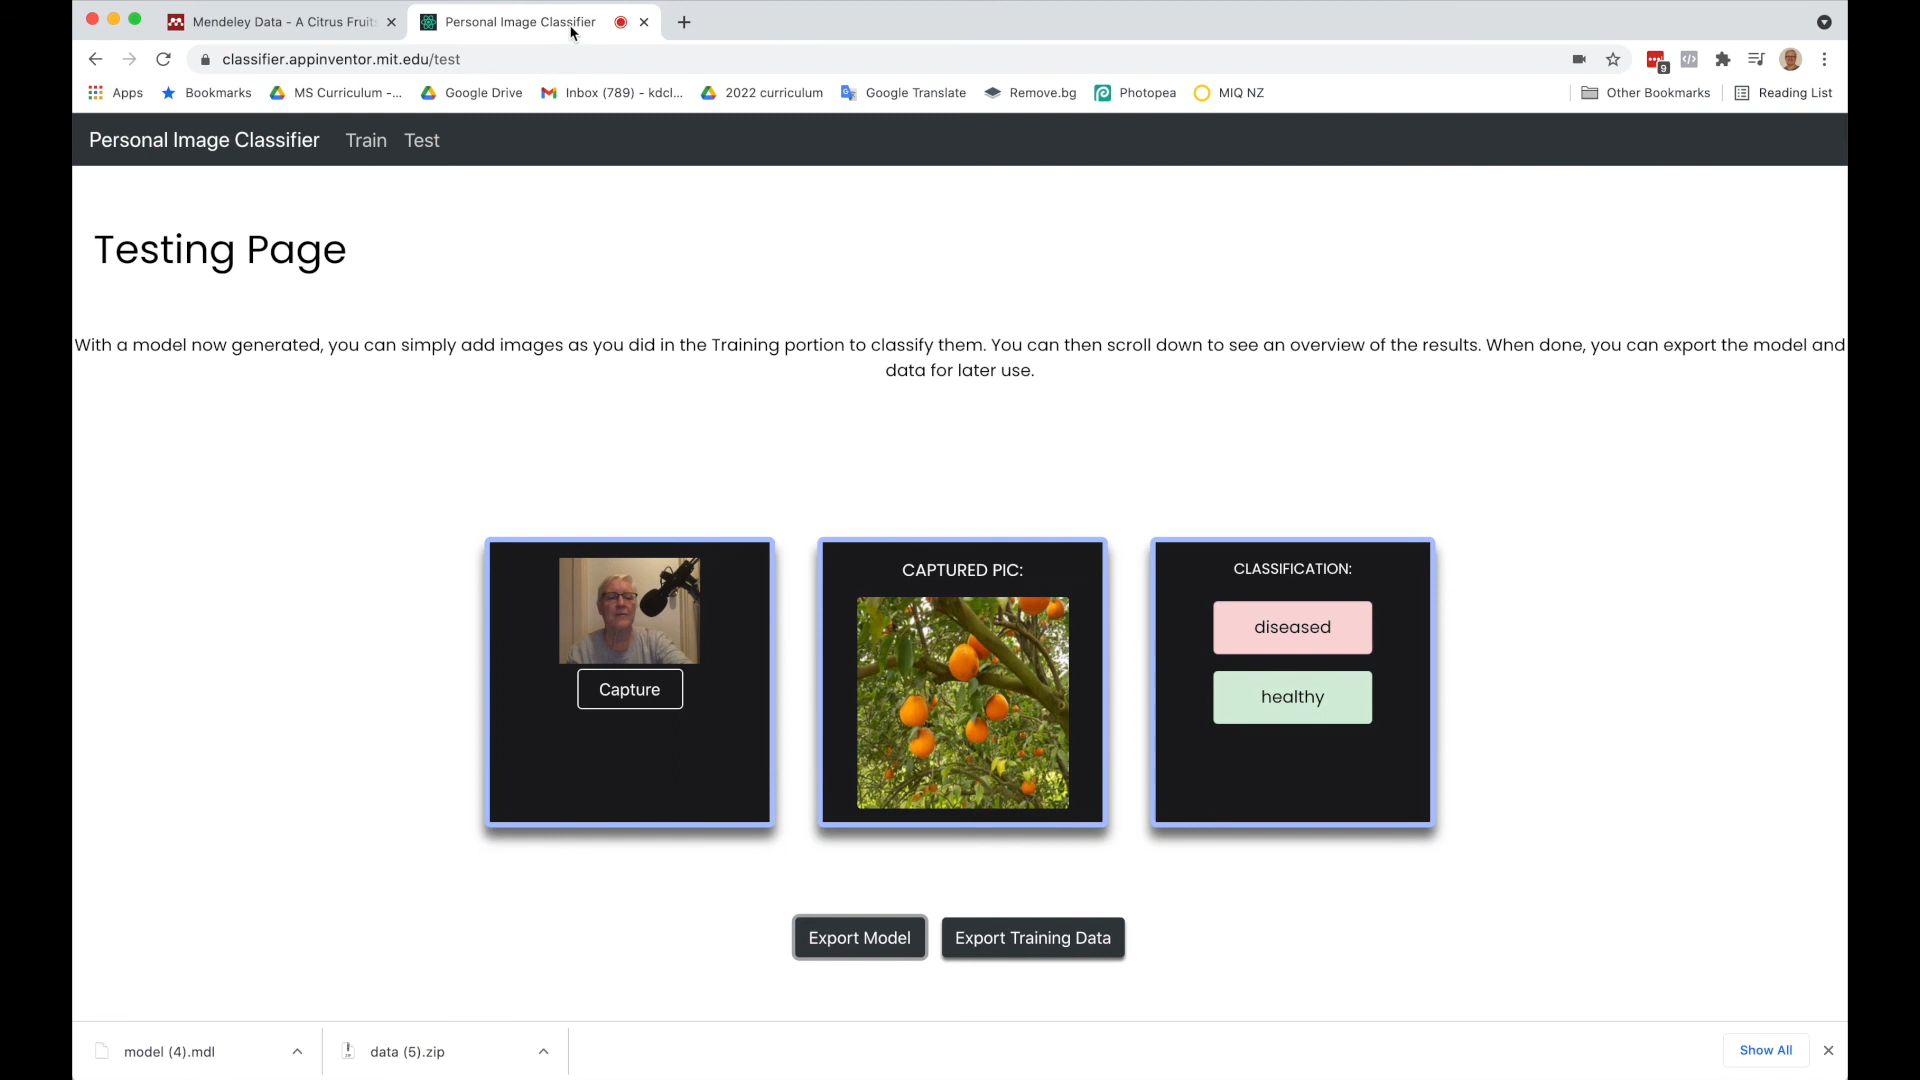 Mendeley Data - A Citrus Fruit
Personal Image Classifier
classifier.appinventor.mit.edu/test
9
Apps
Bookmarks
MS Curriculum -...
Google Drive
Inbox (789) - kdcl...
2022 curriculum
Google Translate
Remove.bg
Photopea
MIQ NZ
Other Bookmarks
Reading List
Personal Image Classifier
Train
Test
Testing Page
With a model now generated, you can simply add images as you did in the Training portion to classify them. You can then scroll down to see an overview of the results. When done, you can export the model and
data for later use.
Capture
CAPTURED PIC:
CLASSIFICATION:
diseased
healthy
Export Model
Export Training Data
model (4).mdl
data (5).zip
Show All